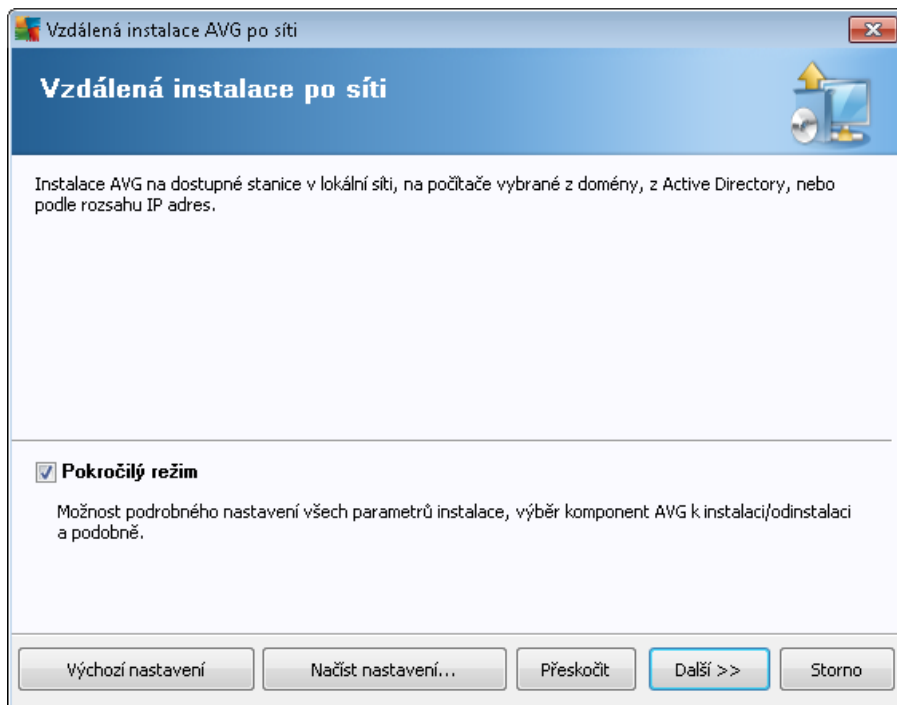 Vzdálená instalace AVG po síti
Vzdálená instalace po síti
Instalace AVG na dostupné stanice v lokální síti, na počítače vybrané z domény, z Active Directory, nebo
podle rozsahu IP adres.
Pokročilý režim
Možnost podrobného nastavení všech parametrů instalace, výběr komponent AVG k instalaci/odinstalaci
a podobně.
Výchozí nastavení
Načíst nastavení...
Přeskočit
Další >>
Storno